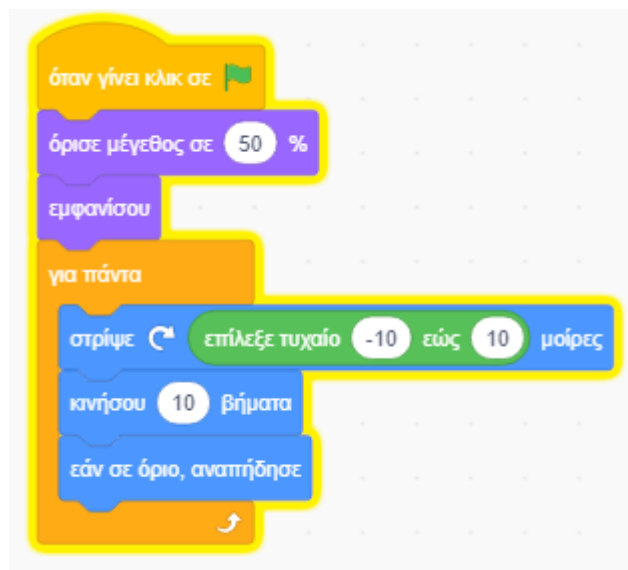 όταν γίνει κλικ σε
όρισε μέγεθος σε 50 %
εμφανίσου
για πάντα
στρίψε επίλεξε τυχαίο -10 εώς 10 μοίρες
κινήσου 10 βήματα
εάν σε όριο, αναπήδησε